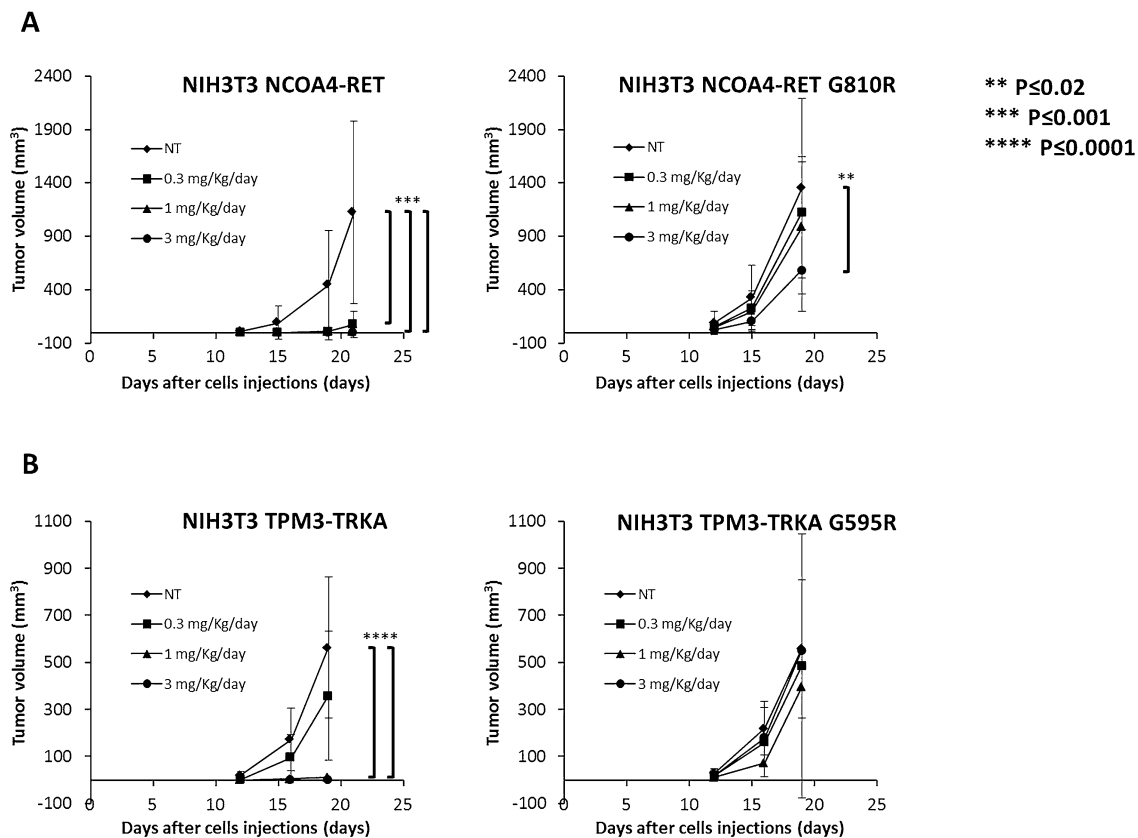 A
NIH3T3 NCOA4-RET
Tumor volume (mm³)
2400
1900
1400
900
400
-100
NT
0.3 mg/Kg/day
1 mg/Kg/day
3 mg/Kg/day
***
0 5 10 15 20 25
Days after cells injections (days)
NIH3T3 NCOA4-RET G810R
Tumor volume (mm³)
2400
1900
1400
900
400
-100
NT
0.3 mg/Kg/day
1 mg/Kg/day
3 mg/Kg/day
**
0 5 10 15 20 25
Days after cells injections (days)
** P≤0.02
*** P≤0.001
**** P≤0.0001
B
NIH3T3 TPM3-TRKA
Tumor volume (mm³)
1100
900
700
500
300
100
-100
NT
0.3 mg/Kg/day
1 mg/Kg/day
3 mg/Kg/day
****
0 5 10 15 20 25
Days after cells injections (days)
NIH3T3 TPM3-TRKA G595R
Tumor volume (mm³)
1100
900
700
500
300
100
-100
NT
0.3 mg/Kg/day
1 mg/Kg/day
3 mg/Kg/day
0 5 10 15 20 25
Days after cells injections (days)